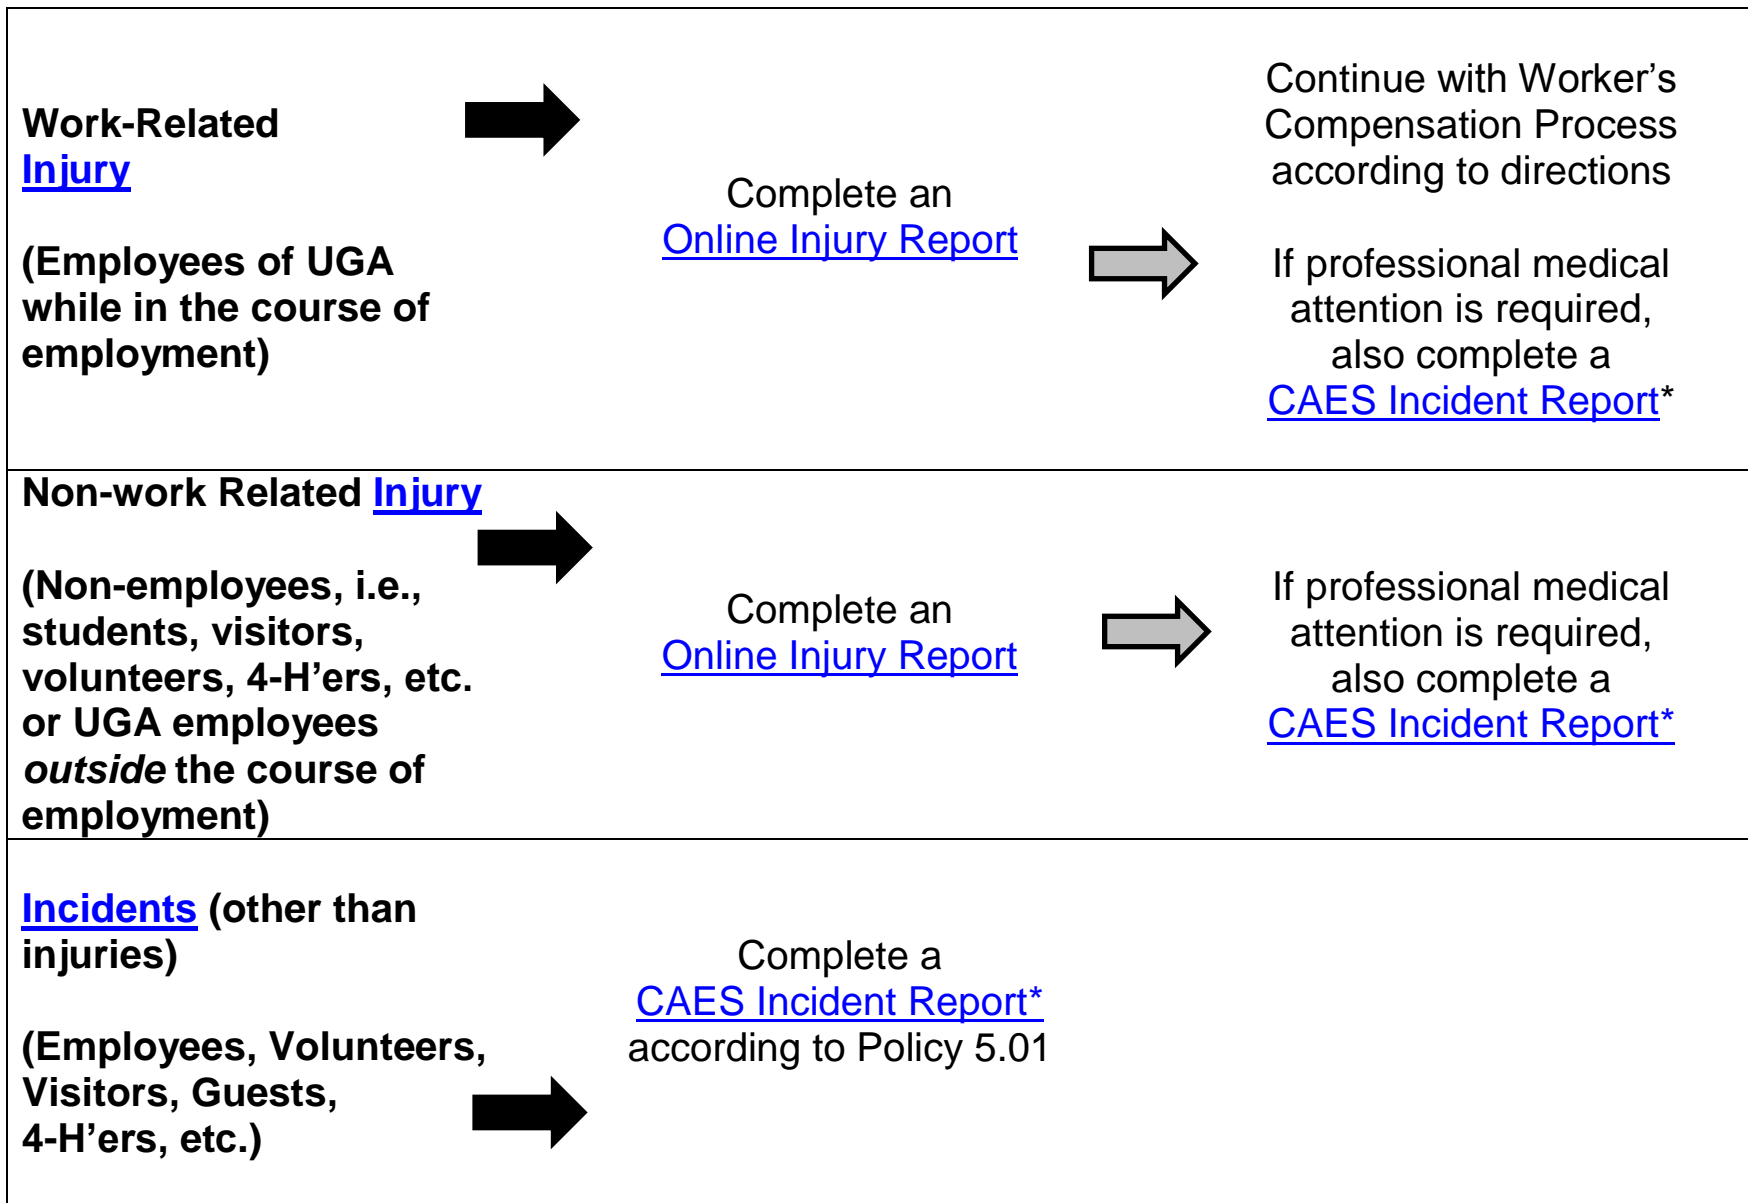 Work-Related
Injury
(Employees of UGA
while in the course of
employment)
Complete an
Online Injury Report
Continue with Worker’s
Compensation Process
according to directions
If professional medical
attention is required,
also complete a
CAES Incident Report*
Non-work Related Injury
(Non-employees, i.e.,
students, visitors,
volunteers, 4-H’ers, etc.
or UGA employees
outside the course of
employment)
Complete an
Online Injury Report
If professional medical
attention is required,
also complete a
CAES Incident Report*
Incidents (other than
injuries)
(Employees, Volunteers,
Visitors, Guests,
4-H’ers, etc.)
Complete a
CAES Incident Report*
according to Policy 5.01